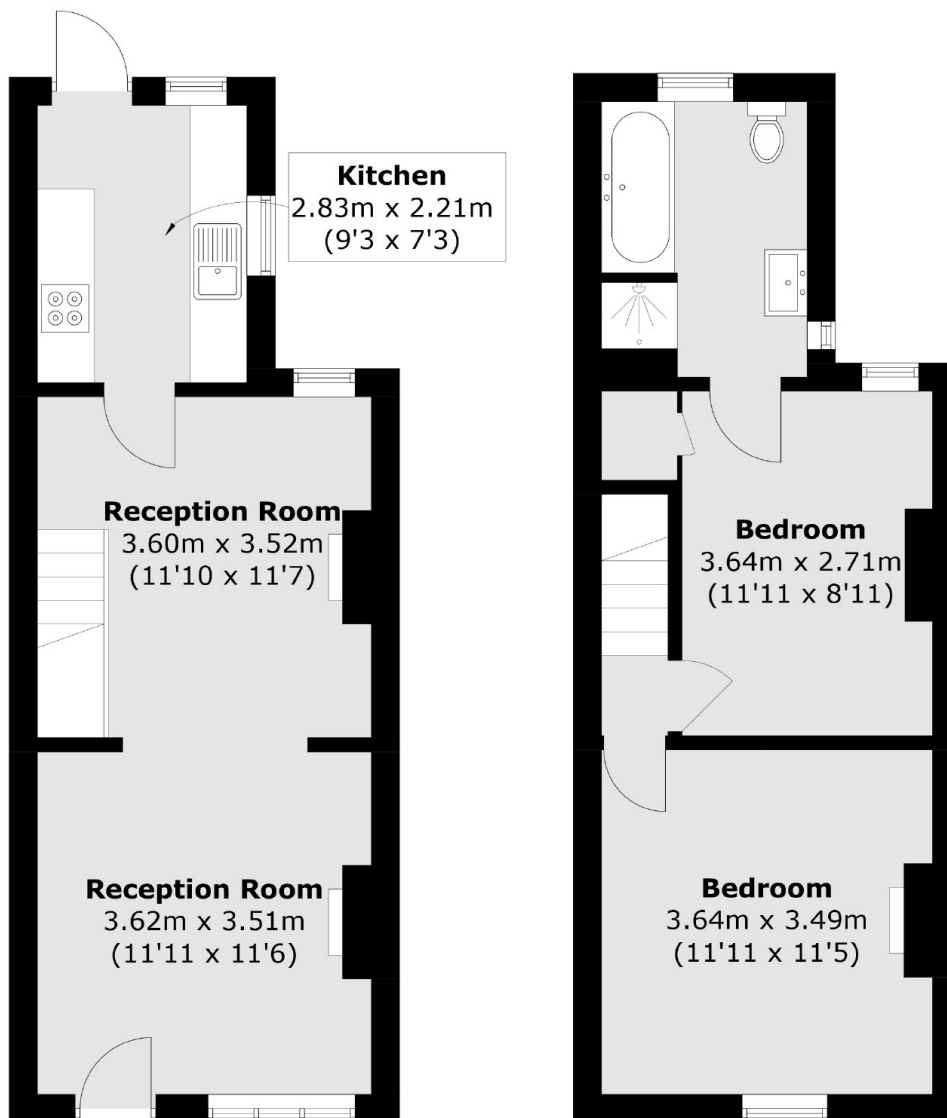 Kitchen
2.83m x 2.21m
(9'3 x 7'3)
Reception Room
3.60m x 3.52m
(11'10 x 11'7)
Reception Room
3.62m x 3.51m
(11'11 x 11'6)
Bedroom
3.64m x 2.71m
(11'11 x 8'11)
Bedroom
3.64m x 3.49m
(11'11 x 11'5)